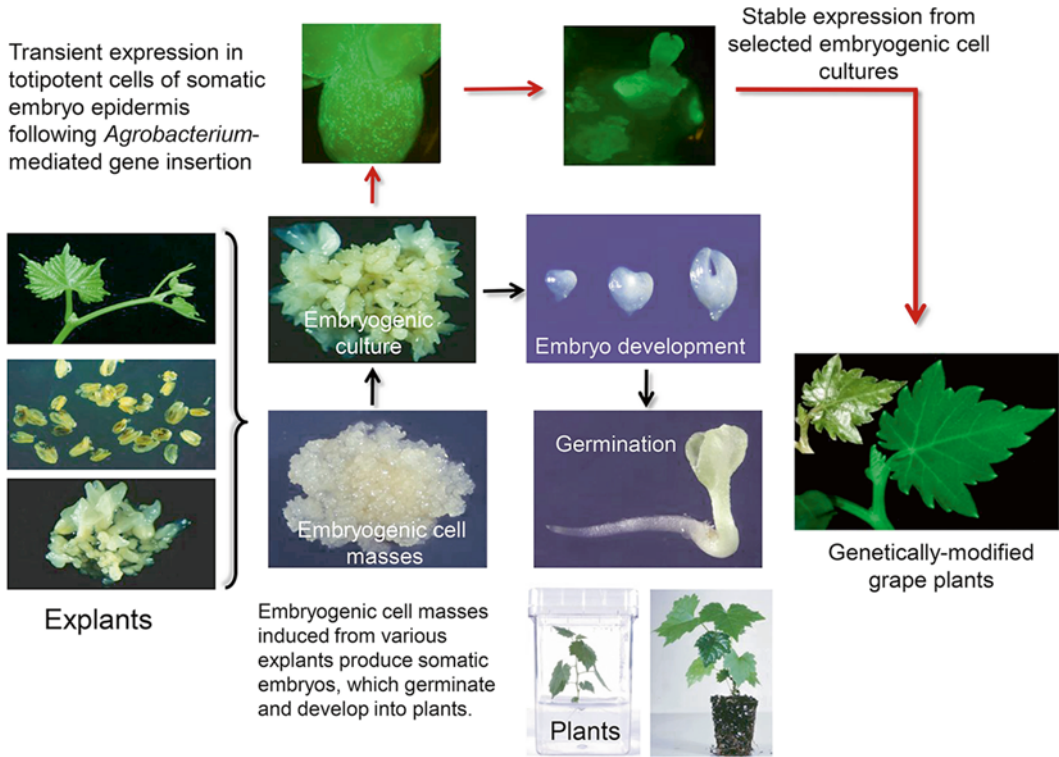 Transient expression in
totipotent cells of somatic
embryo epidermis
following Agrobacterium-
mediated gene insertion
Stable expression from
selected embryogenic cell
cultures
Embryogenic
culture
Embryo development
Embryogenic cell
masses
Germination
Genetically-modified
grape plants
Explants
Embryogenic cell masses
induced from various
explants produce somatic
embryos, which germinate
and develop into plants.
Plants